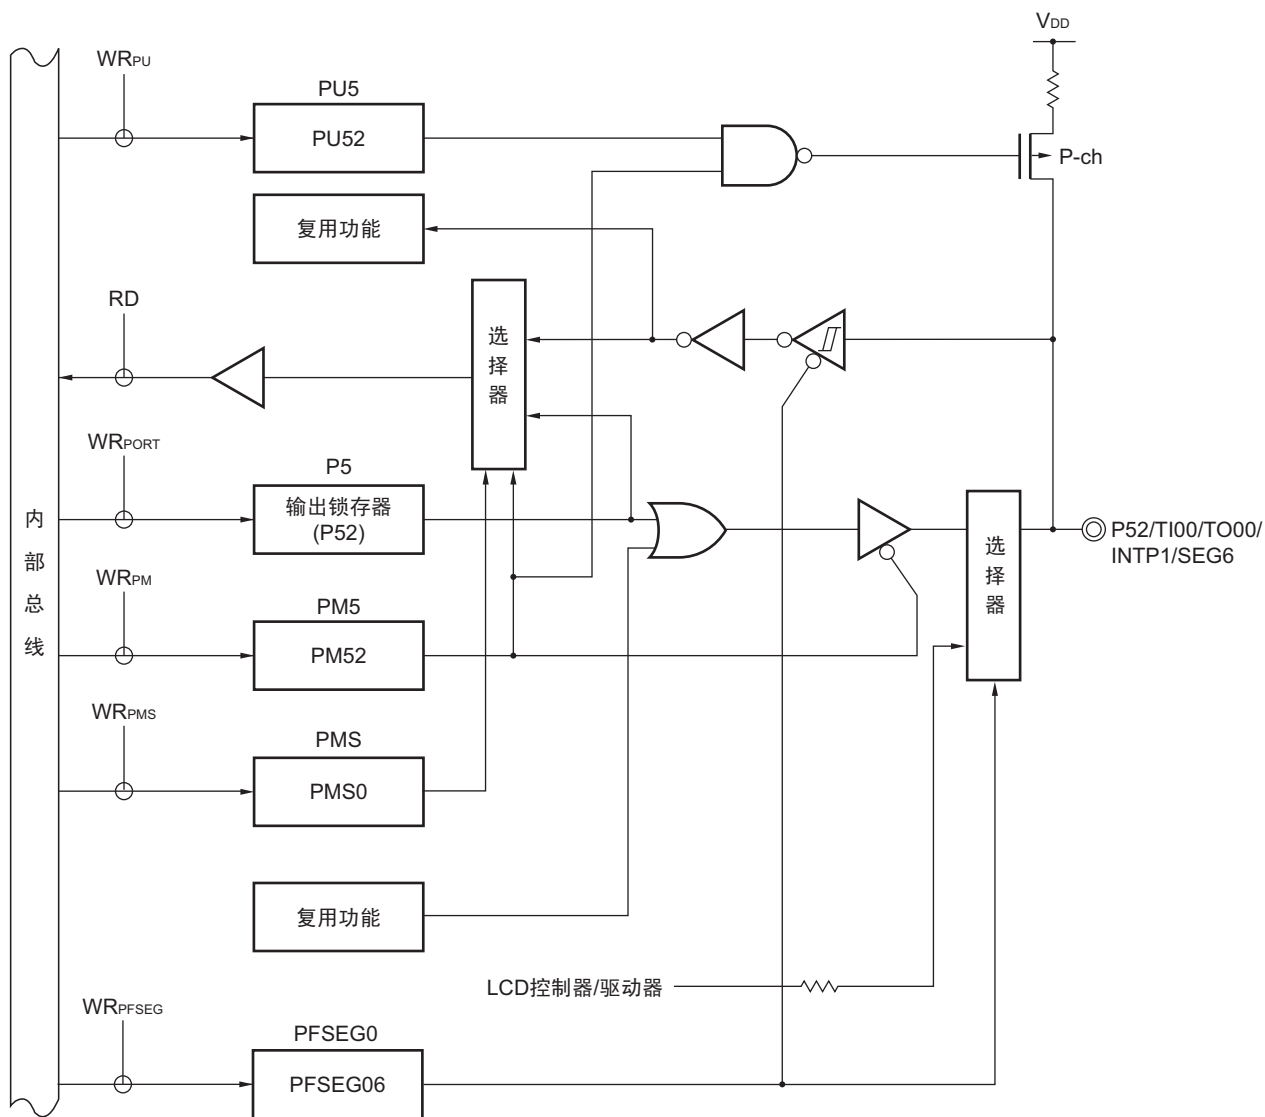 VDD
WRPU
PU5
PU52
P-ch
复用功能
RD
选择器
WRPORT
P5
输出锁存器
(P52)
内部总线
选择器
P52/TI00/TO00/
INTP1/SEG6
WRPM
PM5
PM52
WRPMS
PMS
PMS0
复用功能
LCD控制器/驱动器
WRPFSEG
PFSEG0
PFSEG06